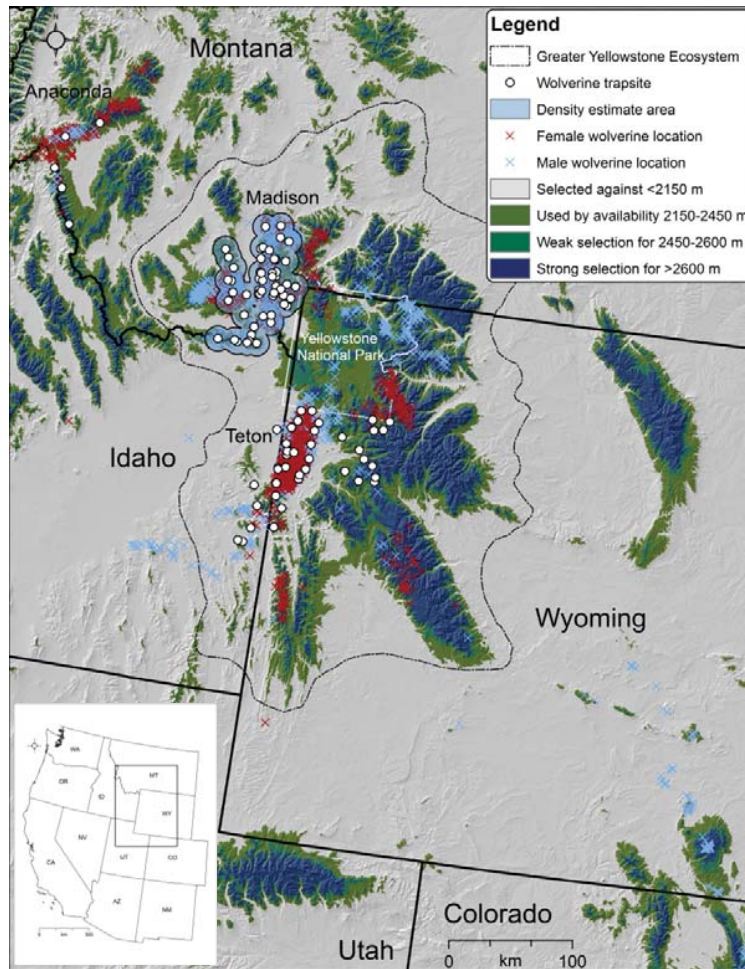 Montana
Anaconda
Madison
Yellowstone
National Park
Teton
Idaho
Wyoming
Colorado
Utah
km
100
Legend
Greater Yellowstone Ecosystem
Wolverine trapsite
Density estimate area
Female wolverine location
Male wolverine location
Selected against <2150 m
Used by availability 2150-2450 m
Weak selection for 2450-2600 m
Strong selection for >2600 m
WA
OR
ID
MT
WY
NV
UT
CO
CA
AZ
NM
km